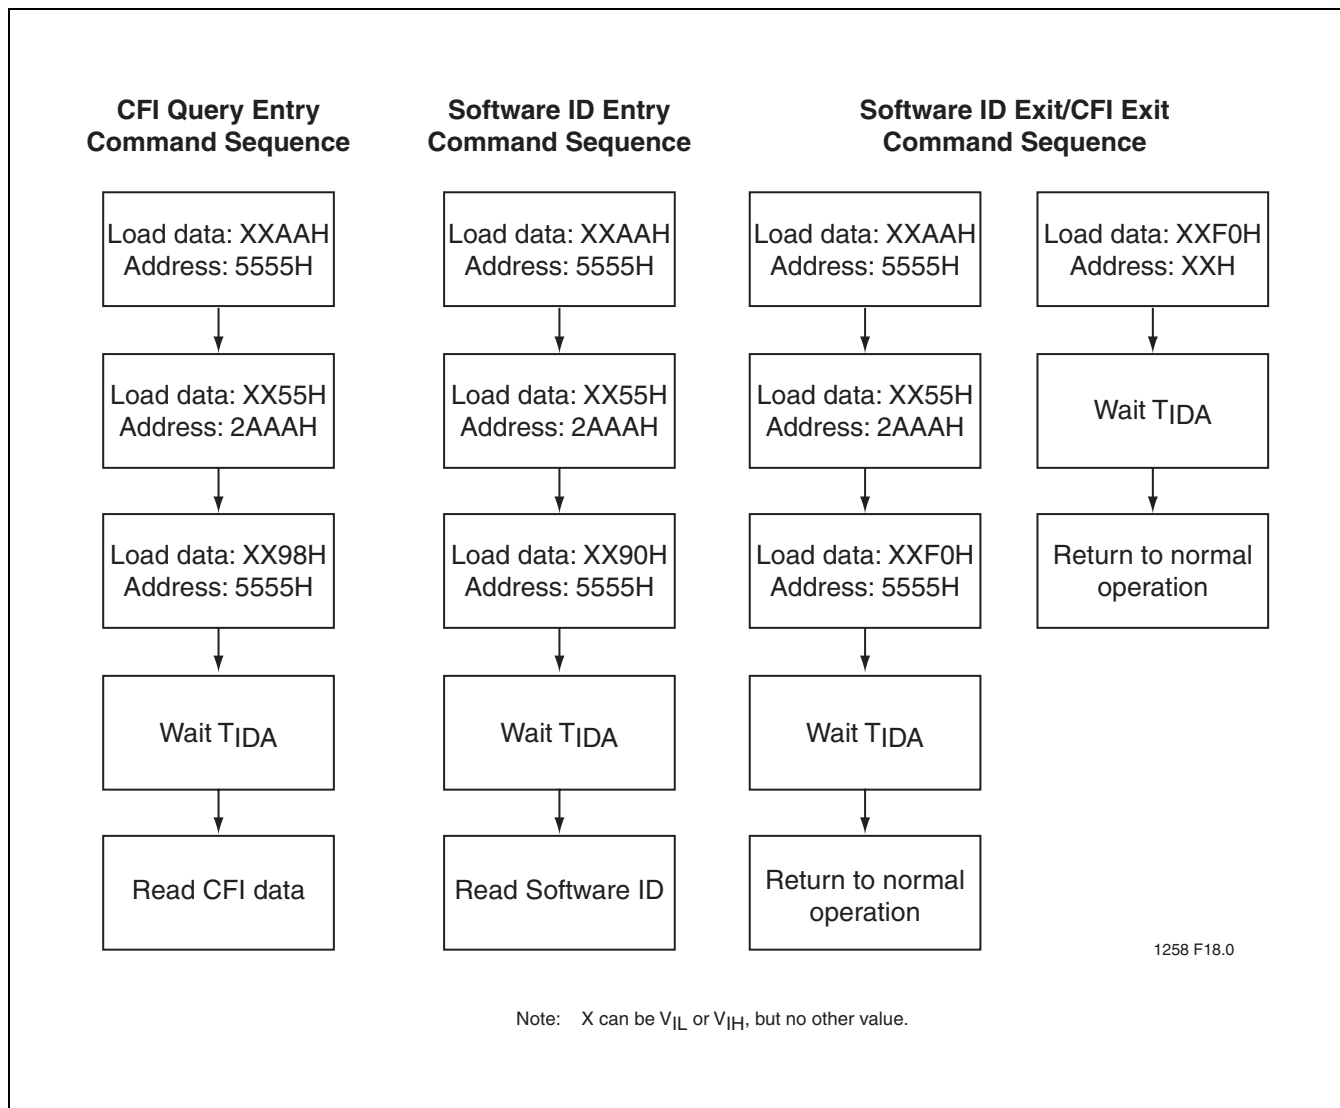 CFI Query Entry
Command Sequence
Load data: XXAAH
Address: 5555H
Load data: XX55H
Address: 2AAAH
Load data: XX98H
Address: 5555H
Wait TIDA
Read CFI data
Software ID Entry
Command Sequence
Load data: XXAAH
Address: 5555H
Load data: XX55H
Address: 2AAAH
Load data: XX90H
Address: 5555H
Wait TIDA
Read Software ID
Software ID Exit/CFI Exit
Command Sequence
Load data: XXAAH
Address: 5555H
Load data: XX55H
Address: 2AAAH
Load data: XXF0H
Address: 5555H
Wait TIDA
Return to normal
operation
Load data: XXF0H
Address: XXH
Wait TIDA
Return to normal
operation
1258 F18.0
Note: X can be VIL or VIH, but no other value.